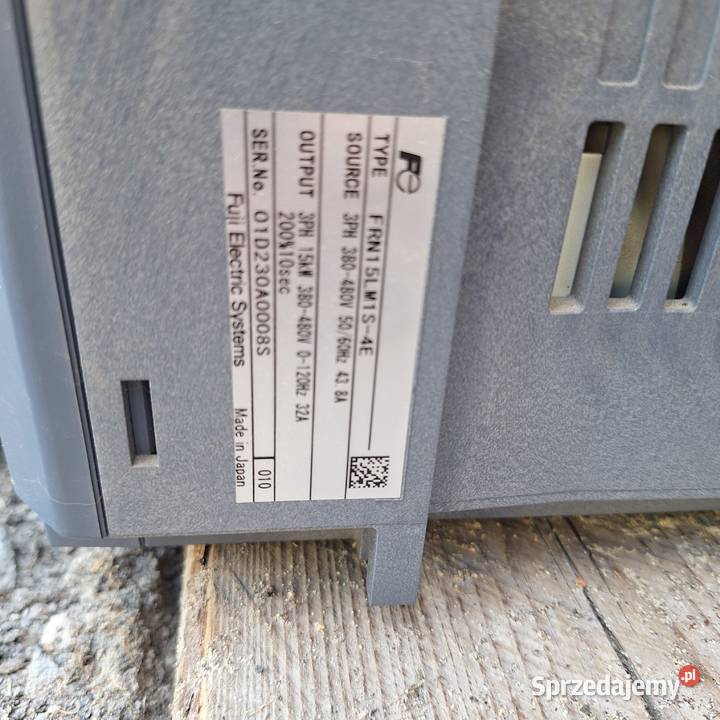 Fe
TYPE FRN15LM1S-4E
SOURCE 3PH 380-480V 50/60Hz 43.8A
OUTPUT 3PH 15kW 380-480V 0-120Hz 32A
200%10sec
SER.No. 01D230A0008S 010
Fuji Electric Systems Made in Japan
Sprzedajemy.pl